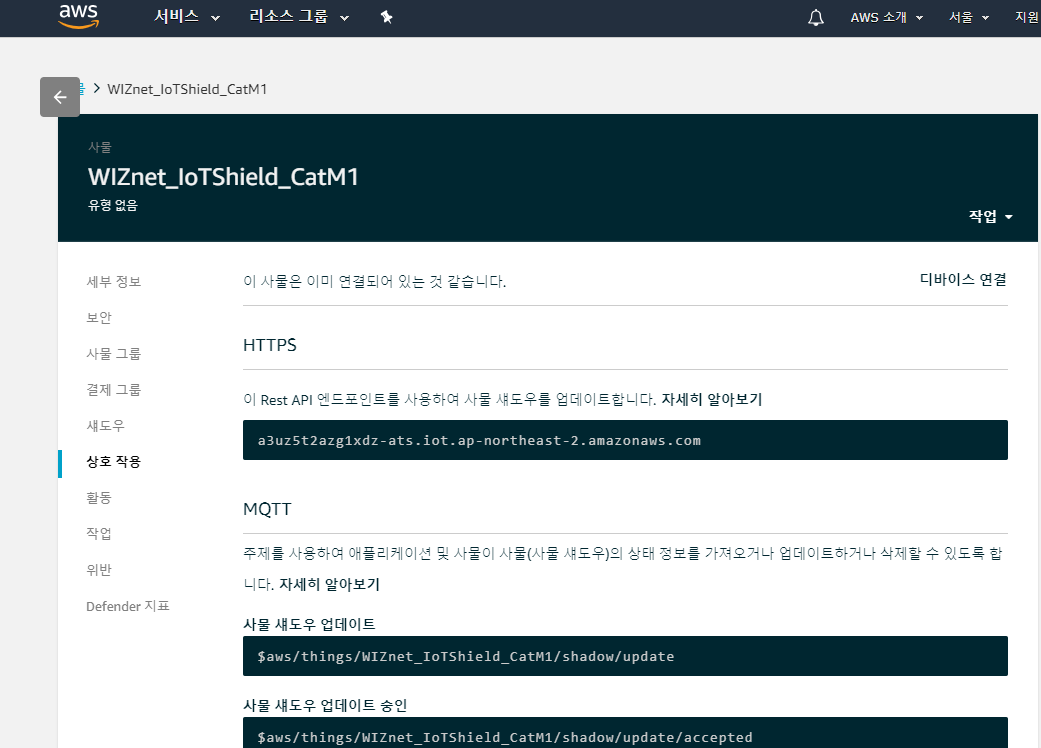 aws 서비스 리소스 그룹 AWS 소개 서울 지원
물 > WIZnet_IoTShield_CatM1
사물
WIZnet_IoTShield_CatM1
유형 없음
작업
세부 정보
보안
사물 그룹
결제 그룹
섀도우
상호 작용
활동
작업
위반
Defender 지표
이 사물은 이미 연결되어 있는 것 같습니다. 디바이스 연결
HTTPS
이 Rest API 엔드포인트를 사용하여 사물 섀도우를 업데이트합니다. 자세히 알아보기
a3uz5t2azg1xdz-ats.iot.ap-northeast-2.amazonaws.com
MQTT
주제를 사용하여 애플리케이션 및 사물이 사물(사물 섀도우)의 상태 정보를 가져오거나 업데이트하거나 삭제할 수 있도록 합
니다. 자세히 알아보기
사물 섀도우 업데이트
$aws/things/WIZnet_IoTShield_CatM1/shadow/update
사물 섀도우 업데이트 승인
$aws/things/WIZnet_IoTShield_CatM1/shadow/update/accepted